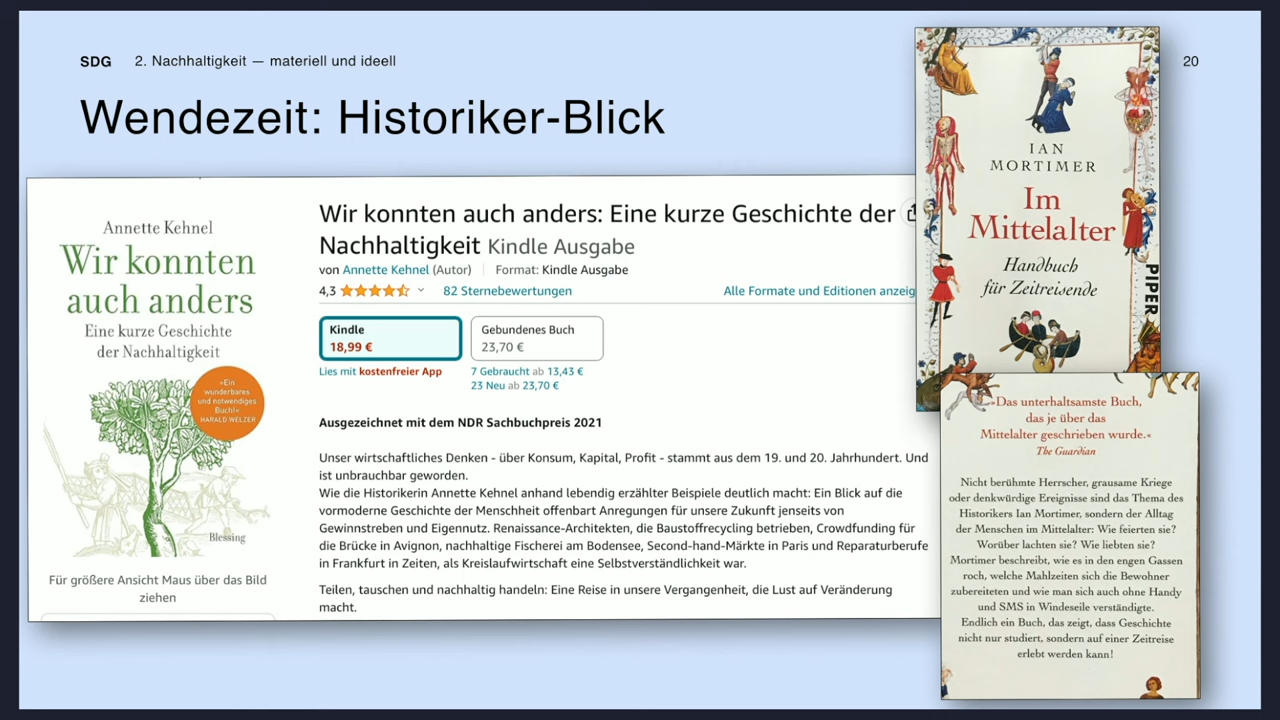 SDG 2. Nachhaltigkeit — materiell und ideell
20
Wendezeit: Historiker-Blick
Annette Kehnel
Wir konnten
auch anders
Eine kurze Geschichte
der Nachhaltigkeit
»Ein
wunderbares
und notwendiges
Buch!«
HARALD WELZER
Blessing
Für größere Ansicht Maus über das Bild
ziehen
Wir konnten auch anders: Eine kurze Geschichte der
Nachhaltigkeit Kindle Ausgabe
von Annette Kehnel (Autor) Format: Kindle Ausgabe
4,3 82 Sternebewertungen Alle Formate und Editionen anzeig
Kindle
18,99 €
Gebundenes Buch
23,70 €
Lies mit kostenfreier App
7 Gebraucht ab 13,43 €
23 Neu ab 23,70 €
Ausgezeichnet mit dem NDR Sachbuchpreis 2021
Unser wirtschaftliches Denken - über Konsum, Kapital, Profit - stammt aus dem 19. und 20. Jahrhundert. Und
ist unbrauchbar geworden.
Wie die Historikerin Annette Kehnel anhand lebendig erzählter Beispiele deutlich macht: Ein Blick auf die
vormoderne Geschichte der Menschheit offenbart Anregungen für unsere Zukunft jenseits von
Gewinnstreben und Eigennutz. Renaissance-Architekten, die Baustoffrecycling betrieben, Crowdfunding für
die Brücke in Avignon, nachhaltige Fischerei am Bodensee, Second-hand-Märkte in Paris und Reparaturberufe
in Frankfurt in Zeiten, als Kreislaufwirtschaft eine Selbstverständlichkeit war.
Teilen, tauschen und nachhaltig handeln: Eine Reise in unsere Vergangenheit, die Lust auf Veränderung
macht.
IAN
MORTIMER
Im
Mittelalter
Handbuch
für Zeitreisende
PIPER
»Das unterhaltsamste Buch,
das je über das
Mittelalter geschrieben wurde.«
The Guardian
Nicht berühmte Herrscher, grausame Kriege
oder denkwürdige Ereignisse sind das Thema des
Historikers Ian Mortimer, sondern der Alltag
der Menschen im Mittelalter: Wie feierten sie?
Worüber lachten sie? Wie liebten sie?
Mortimer beschreibt, wie es in den engen Gassen
roch, welche Mahlzeiten sich die Bewohner
zubereiteten und wie man sich auch ohne Handy
und SMS in Windeseile verständigte.
Endlich ein Buch, das zeigt, dass Geschichte
nicht nur studiert, sondern auf einer Zeitreise
erlebt werden kann!